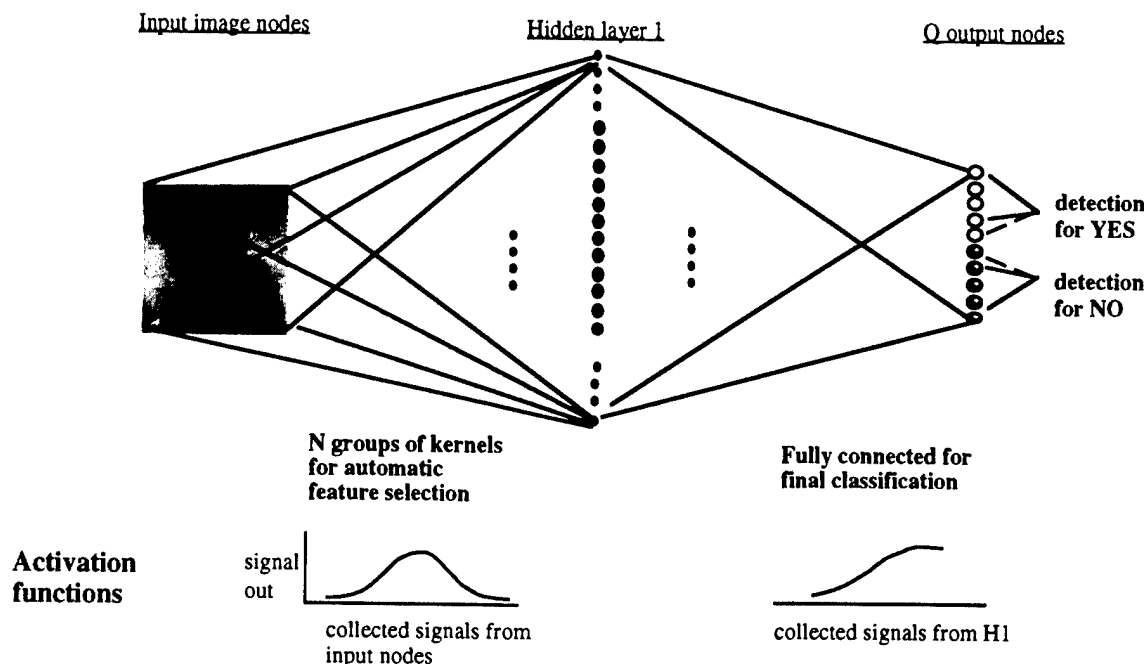 Input image nodes
Hidden layer 1
Q output nodes
detection
for YES
detection
for NO
N groups of kernels
for automatic
feature selection
Fully connected for
final classification
Activation
functions
signal
out
collected signals from
input nodes
collected signals from H1